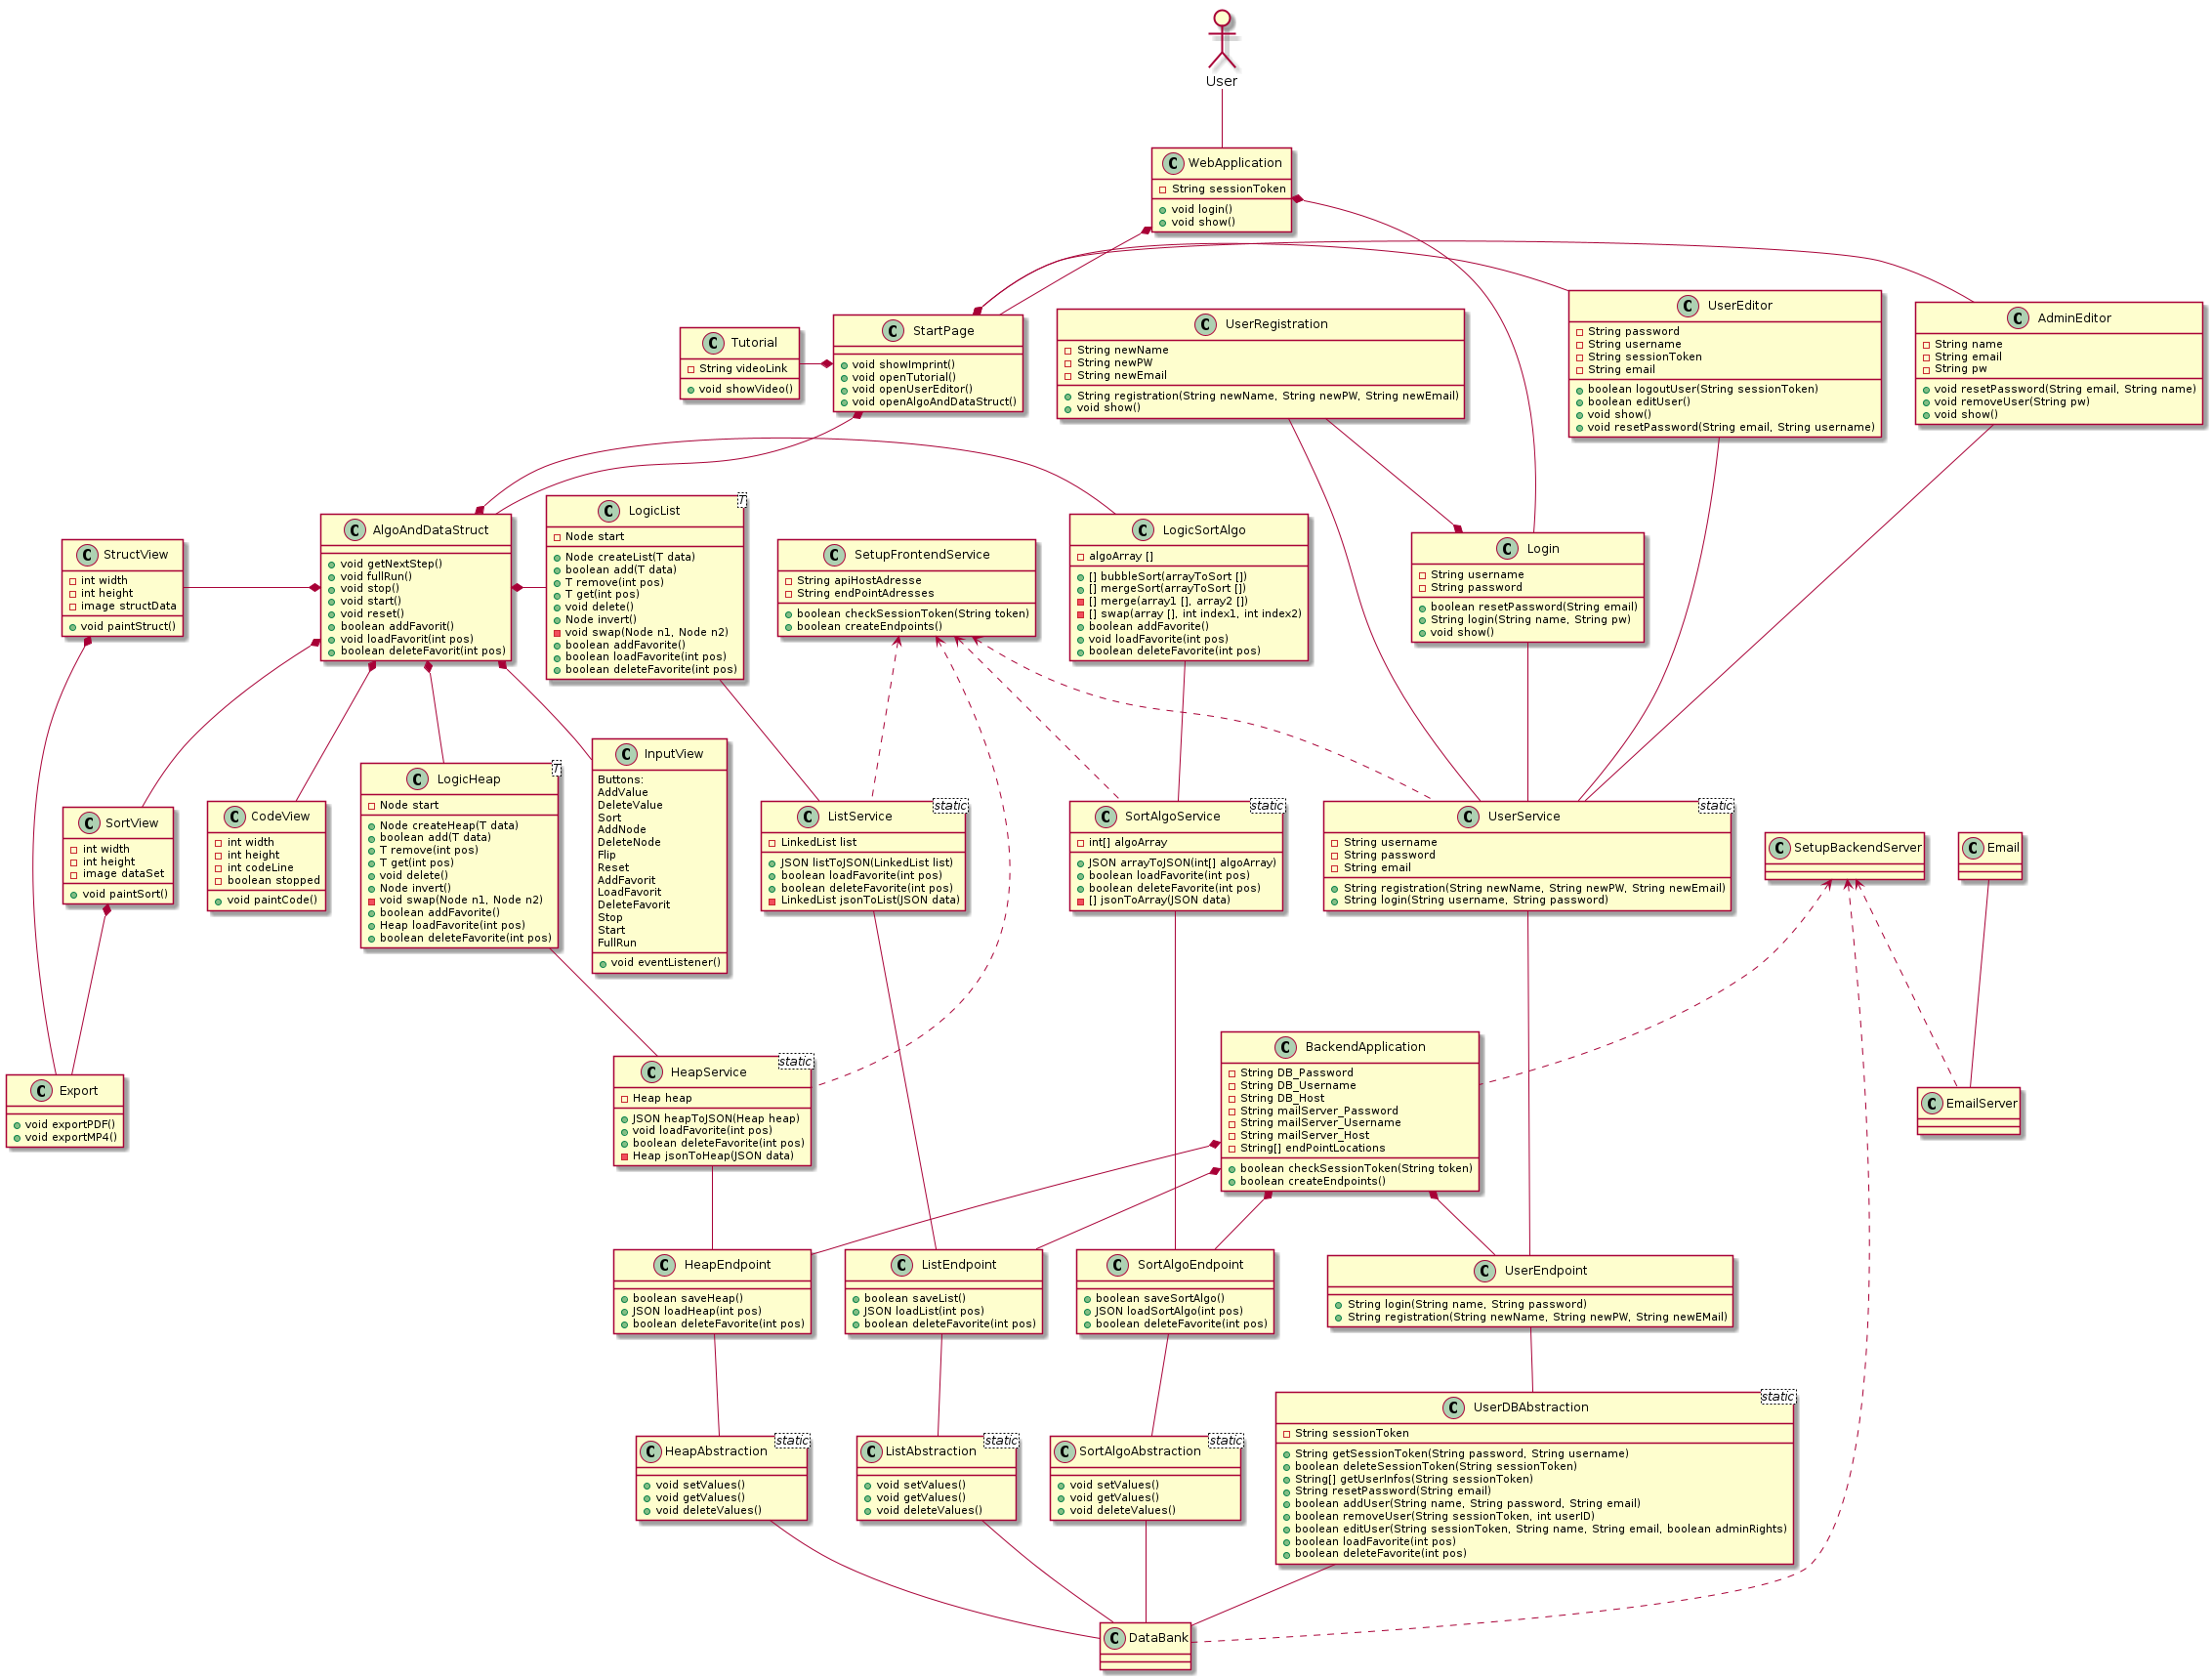 User
WebApplication
String sessionToken
void login()
void show()
StartPage
void showImprint()
void openTutorial()
void openUserEditor()
void openAlgoAndDataStruct()
Tutorial
String videoLink
void showVideo()
UserRegistration
String newName
String newPW
String newEmail
String registration(String newName, String newPW, String newEmail)
void show()
UserEditor
String password
String username
String sessionToken
String email
boolean logoutUser(String sessionToken)
boolean editUser()
void show()
void resetPassword(String email, String username)
AdminEditor
String name
String email
String pw
void resetPassword(String email, String name)
void removeUser(String pw)
void show()
StructView
int width
int height
image structData
void paintStruct()
AlgoAndDataStruct
void getNextStep()
void fullRun()
void stop()
void start()
void reset()
boolean addFavorit()
void loadFavorit(int pos)
boolean deleteFavorit(int pos)
LogicList
T
Node start
Node createList(T data)
boolean add(T data)
T remove(int pos)
T get(int pos)
void delete()
Node invert()
void swap(Node n1, Node n2)
boolean addFavorite()
boolean loadFavorite(int pos)
boolean deleteFavorite(int pos)
SetupFrontendService
String apiHostAdresse
String endPointAdresses
boolean checkSessionToken(String token)
boolean createEndpoints()
LogicSortAlgo
algoArray []
[] bubbleSort(arrayToSort [])
[] mergeSort(arrayToSort [])
[] merge(array1 [], array2 [])
[] swap(array [], int index1, int index2)
boolean addFavorite()
void loadFavorite(int pos)
boolean deleteFavorite(int pos)
Login
String username
String password
boolean resetPassword(String email)
String login(String name, String pw)
void show()
SortView
int width
int height
image dataSet
void paintSort()
CodeView
int width
int height
int codeLine
boolean stopped
void paintCode()
LogicHeap
T
Node start
Node createHeap(T data)
boolean add(T data)
T remove(int pos)
T get(int pos)
void delete()
Node invert()
void swap(Node n1, Node n2)
boolean addFavorite()
Heap loadFavorite(int pos)
boolean deleteFavorite(int pos)
InputView
Buttons:
AddValue
DeleteValue
Sort
AddNode
DeleteNode
Flip
Reset
AddFavorit
LoadFavorit
DeleteFavorit
Stop
Start
FullRun
void eventListener()
ListService
static
LinkedList list
JSON listToJSON(LinkedList list)
boolean loadFavorite(int pos)
boolean deleteFavorite(int pos)
LinkedList jsonToList(JSON data)
SortAlgoService
static
int[] algoArray
JSON arrayToJSON(int[] algoArray)
boolean loadFavorite(int pos)
boolean deleteFavorite(int pos)
[] jsonToArray(JSON data)
UserService
static
String username
String password
String email
String registration(String newName, String newPW, String newEmail)
String login(String username, String password)
SetupBackendServer
Email
Export
void exportPDF()
void exportMP4()
HeapService
static
Heap heap
JSON heapToJSON(Heap heap)
void loadFavorite(int pos)
boolean deleteFavorite(int pos)
Heap jsonToHeap(JSON data)
BackendApplication
String DB_Password
String DB_Username
String DB_Host
String mailServer_Password
String mailServer_Username
String mailServer_Host
String[] endPointLocations
boolean checkSessionToken(String token)
boolean createEndpoints()
EmailServer
HeapEndpoint
boolean saveHeap()
JSON loadHeap(int pos)
boolean deleteFavorite(int pos)
ListEndpoint
boolean saveList()
JSON loadList(int pos)
boolean deleteFavorite(int pos)
SortAlgoEndpoint
boolean saveSortAlgo()
JSON loadSortAlgo(int pos)
boolean deleteFavorite(int pos)
UserEndpoint
String login(String name, String password)
String registration(String newName, String newPW, String newEMail)
HeapAbstraction
static
void setValues()
void getValues()
void deleteValues()
ListAbstraction
static
void setValues()
void getValues()
void deleteValues()
SortAlgoAbstraction
static
void setValues()
void getValues()
void deleteValues()
UserDBAbstraction
static
String sessionToken
String getSessionToken(String password, String username)
boolean deleteSessionToken(String sessionToken)
String[] getUserInfos(String sessionToken)
String resetPassword(String email)
boolean addUser(String name, String password, String email)
boolean removeUser(String sessionToken, int userID)
boolean editUser(String sessionToken, String name, String email, boolean adminRights)
boolean loadFavorite(int pos)
boolean deleteFavorite(int pos)
DataBank